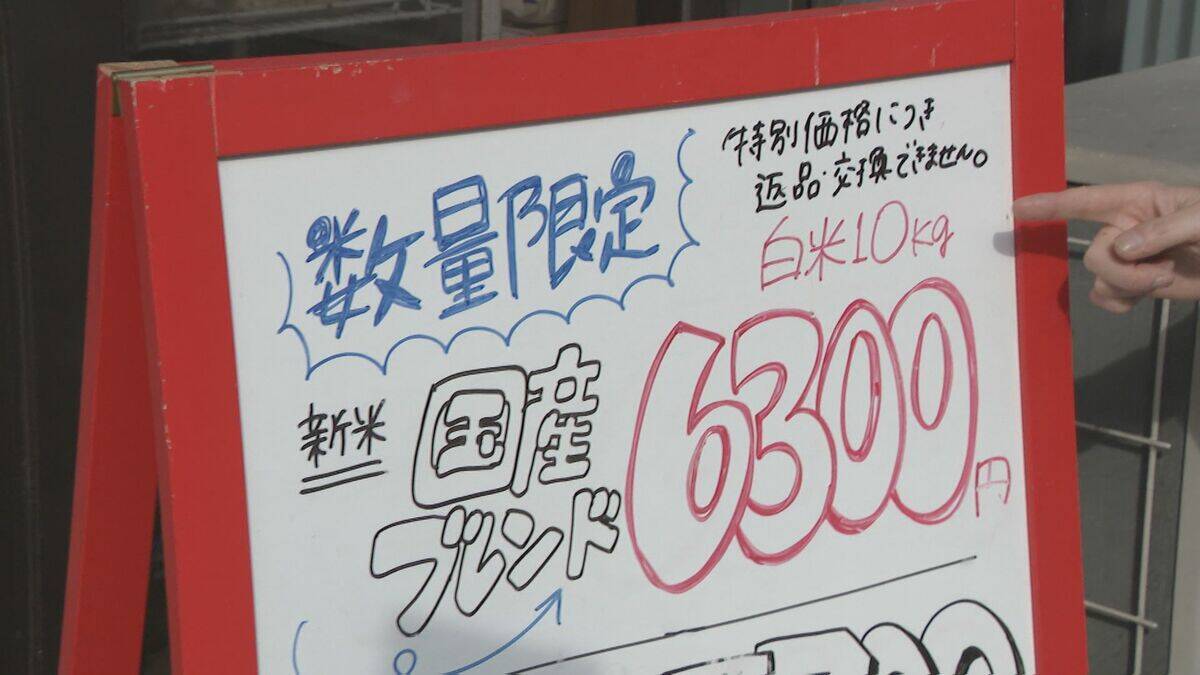 数量限定
特別価格につき
返品・交換できません。
白米10kg
新米
国産
ブレンド
6300円